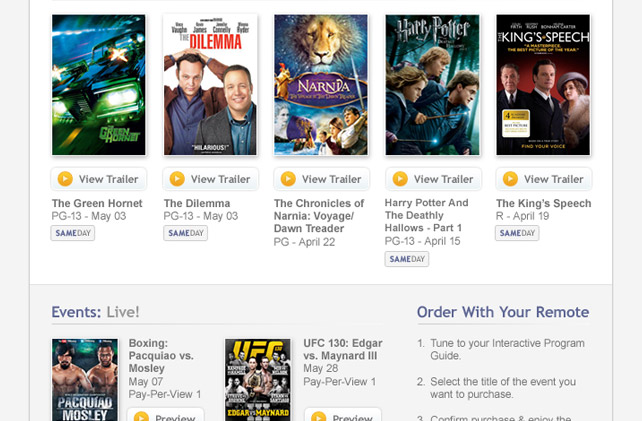 THE GREEN HORNET
Vince Vaughn Kevin James Jennifer Connelly Winona Ryder
THE DILEMMA
"HILARIOUS!"
NARNIA
THE VOYAGE OF THE DAWN TREADER
Harry Potter
AND THE DEATHLY HALLOWS
FIRTH RUSH BONHAM CARTER
THE KING'S SPEECH
"A MASTERPIECE.
THE BEST PICTURE OF THE YEAR."
BEST PICTURE
FIND YOUR VOICE
View Trailer View Trailer View Trailer View Trailer View Trailer
The Green Hornet
PG-13 - May 03
SAMEDAY
The Dilemma
PG-13 - May 03
SAMEDAY
The Chronicles of
Narnia: Voyage/
Dawn Treader
PG - April 22
Harry Potter And
The Deathly
Hallows - Part 1
PG-13 - April 15
SAMEDAY
The King's Speech
R - April 19
SAMEDAY
Events: Live!
PACQUIAO
MOSLEY
Boxing:
Pacquiao vs.
Mosley
May 07
Pay-Per-View 1
Preview
UFC
EDGAR VS MAYNARD
UFC 130: Edgar
vs. Maynard III
May 28
Pay-Per-View 1
Preview
Order With Your Remote
1. Tune to your Interactive Program
Guide.
2. Select the title of the event you
want to purchase.
3. Confirm purchase & enjoy the